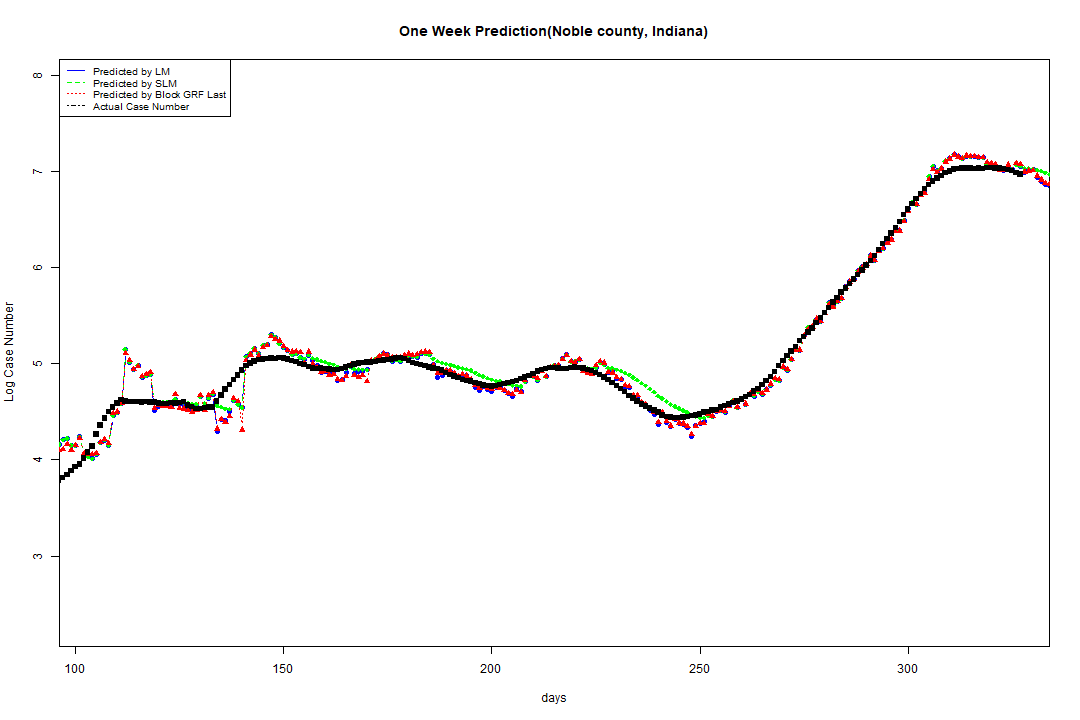 One Week Prediction(Noble county, Indiana)
Predicted by LM
Predicted by SLM
Predicted by Block GRF Last
Actual Case Number
8
7
6
5
4
3
Log Case Number
100 150 200 250 300
days